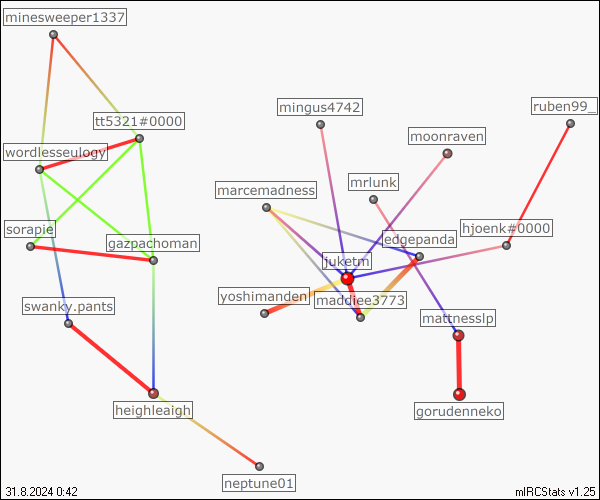 minesweeper1337
mingus4742
ruben99_
tt5321#0000
moonraven
wordlesseulogy
marcemadness
mrlunk
sorapie
gazpachoman
edgepanda
hjoenk#0000
juketm
swanky.pants
yoshimanden
maddiee3773
mattnesslp
heighleaigh
gorudenneko
neptune01
31.8.2024 0:42
mIRCStats v1.25